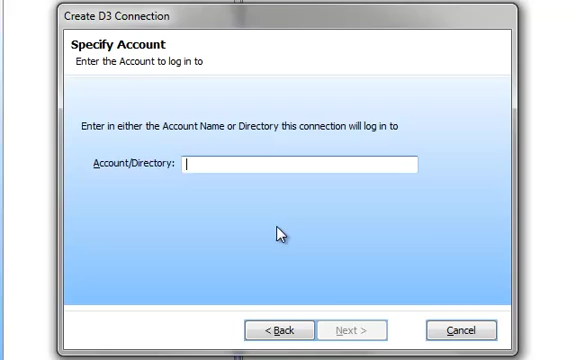 Create D3 Connection
Specify Account
Enter the Account to log in to
Enter in either the Account Name or Directory this connection will log in to
Account/Directory:
< Back
Next >
Cancel